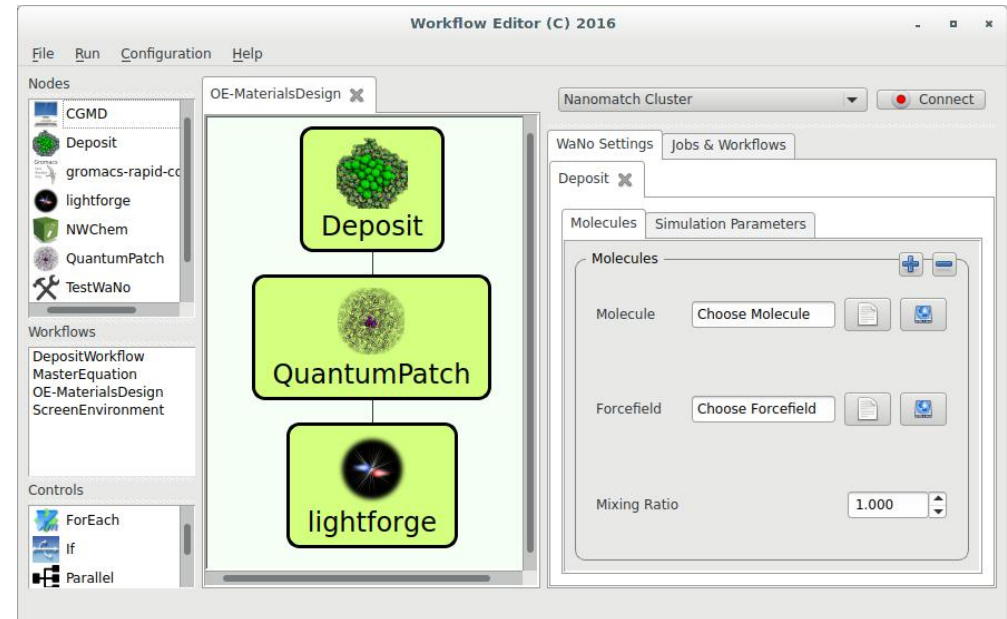 Workflow Editor (C) 2016
File Run Configuration Help
Nodes
CGMD
Deposit
gromacs-rapid-cc
lightforge
NWChem
QuantumPatch
TestWaNo
Workflows
DepositWorkflow
MasterEquation
OE-MaterialsDesign
ScreenEnvironment
Controls
ForEach
If
Parallel
OE-MaterialsDesign
Deposit
QuantumPatch
lightforge
Nanomatch Cluster
Connect
WaNo Settings Jobs & Workflows
Deposit
Molecules Simulation Parameters
Molecules
Molecule Choose Molecule
Forcefield Choose Forcefield
Mixing Ratio 1.000